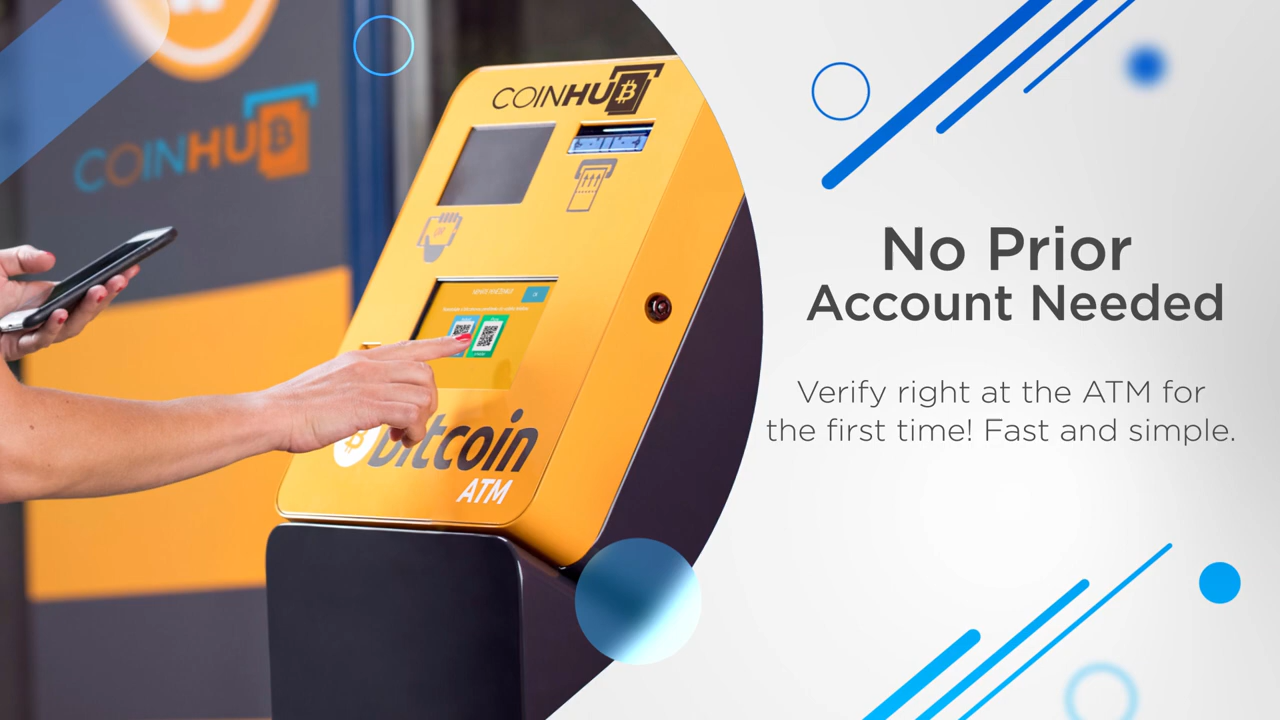 COINHUB
COINHUB
Bitcoin
ATM
No Prior
Account Needed
Verify right at the ATM for
the first time! Fast and simple.